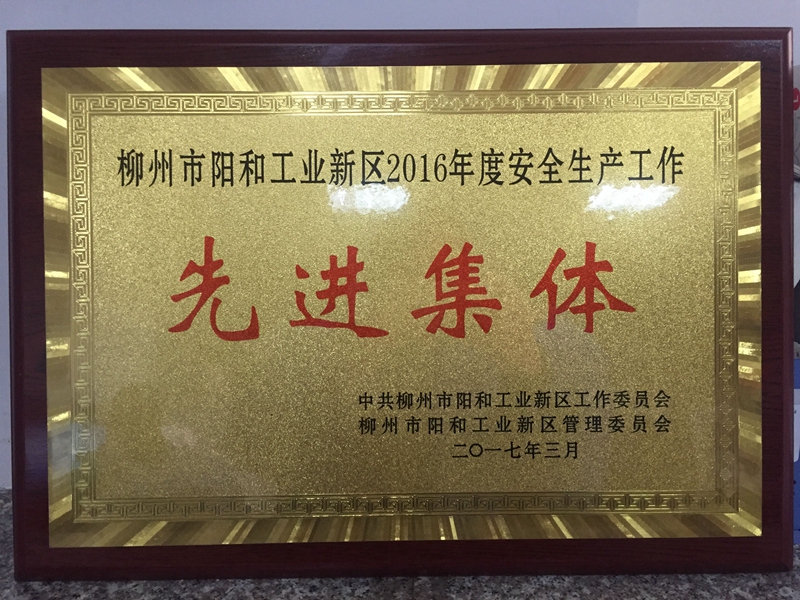 柳州市阳和工业新区2016年度安全生产工作
先进集体
中共柳州市阳和工业新区工作委员会
柳州市阳和工业新区管理委员会
二〇一七年三月